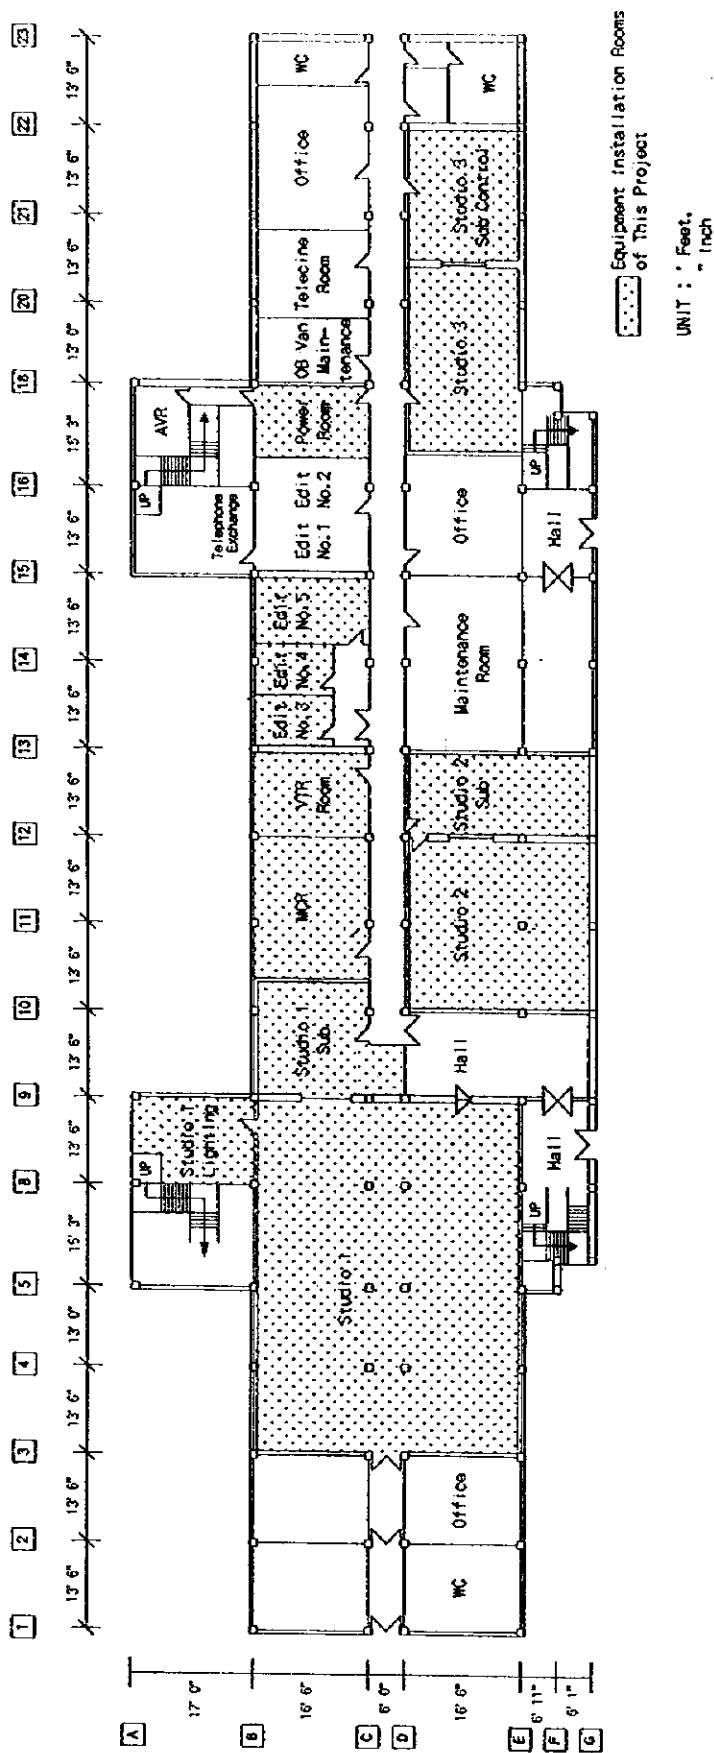 1
2
3
4
5
8
9
10
11
12
13
14
15
16
18
20
21
22
23
13' 6"
13' 6"
13' 6"
13' 0"
15' 3"
13' 6"
13' 6"
13' 6"
13' 6"
13' 6"
13' 6"
13' 6"
13' 6"
15' 3"
13' 0"
13' 6"
13' 6"
13' 6"
A
B
C
D
E
F
G
17' 0"
16' 6"
6' 0"
16' 6"
6' 11"
6' 1"
UP
Studio 1
Lighting
UP
AVR
Telephone
Exchange
Studio 1
Studio 1
Sub.
MCR
VTR
Room
Edit
No.3
Edit
No.4
Edit
No.5
Edit Edit
No.1 No.2
Power
Room
OB Van
Main-
tenance
Telecine
Room
Office
WC
WC
Office
Hall
Studio 2
Studio 2
Sub
Maintenance
Room
Office
Studio 3
Studio 3
Sub Control
WC
UP
Hall
Hall
UP
Equipment Installation Rooms
of This Project
UNIT : ' Feet,
" Inch